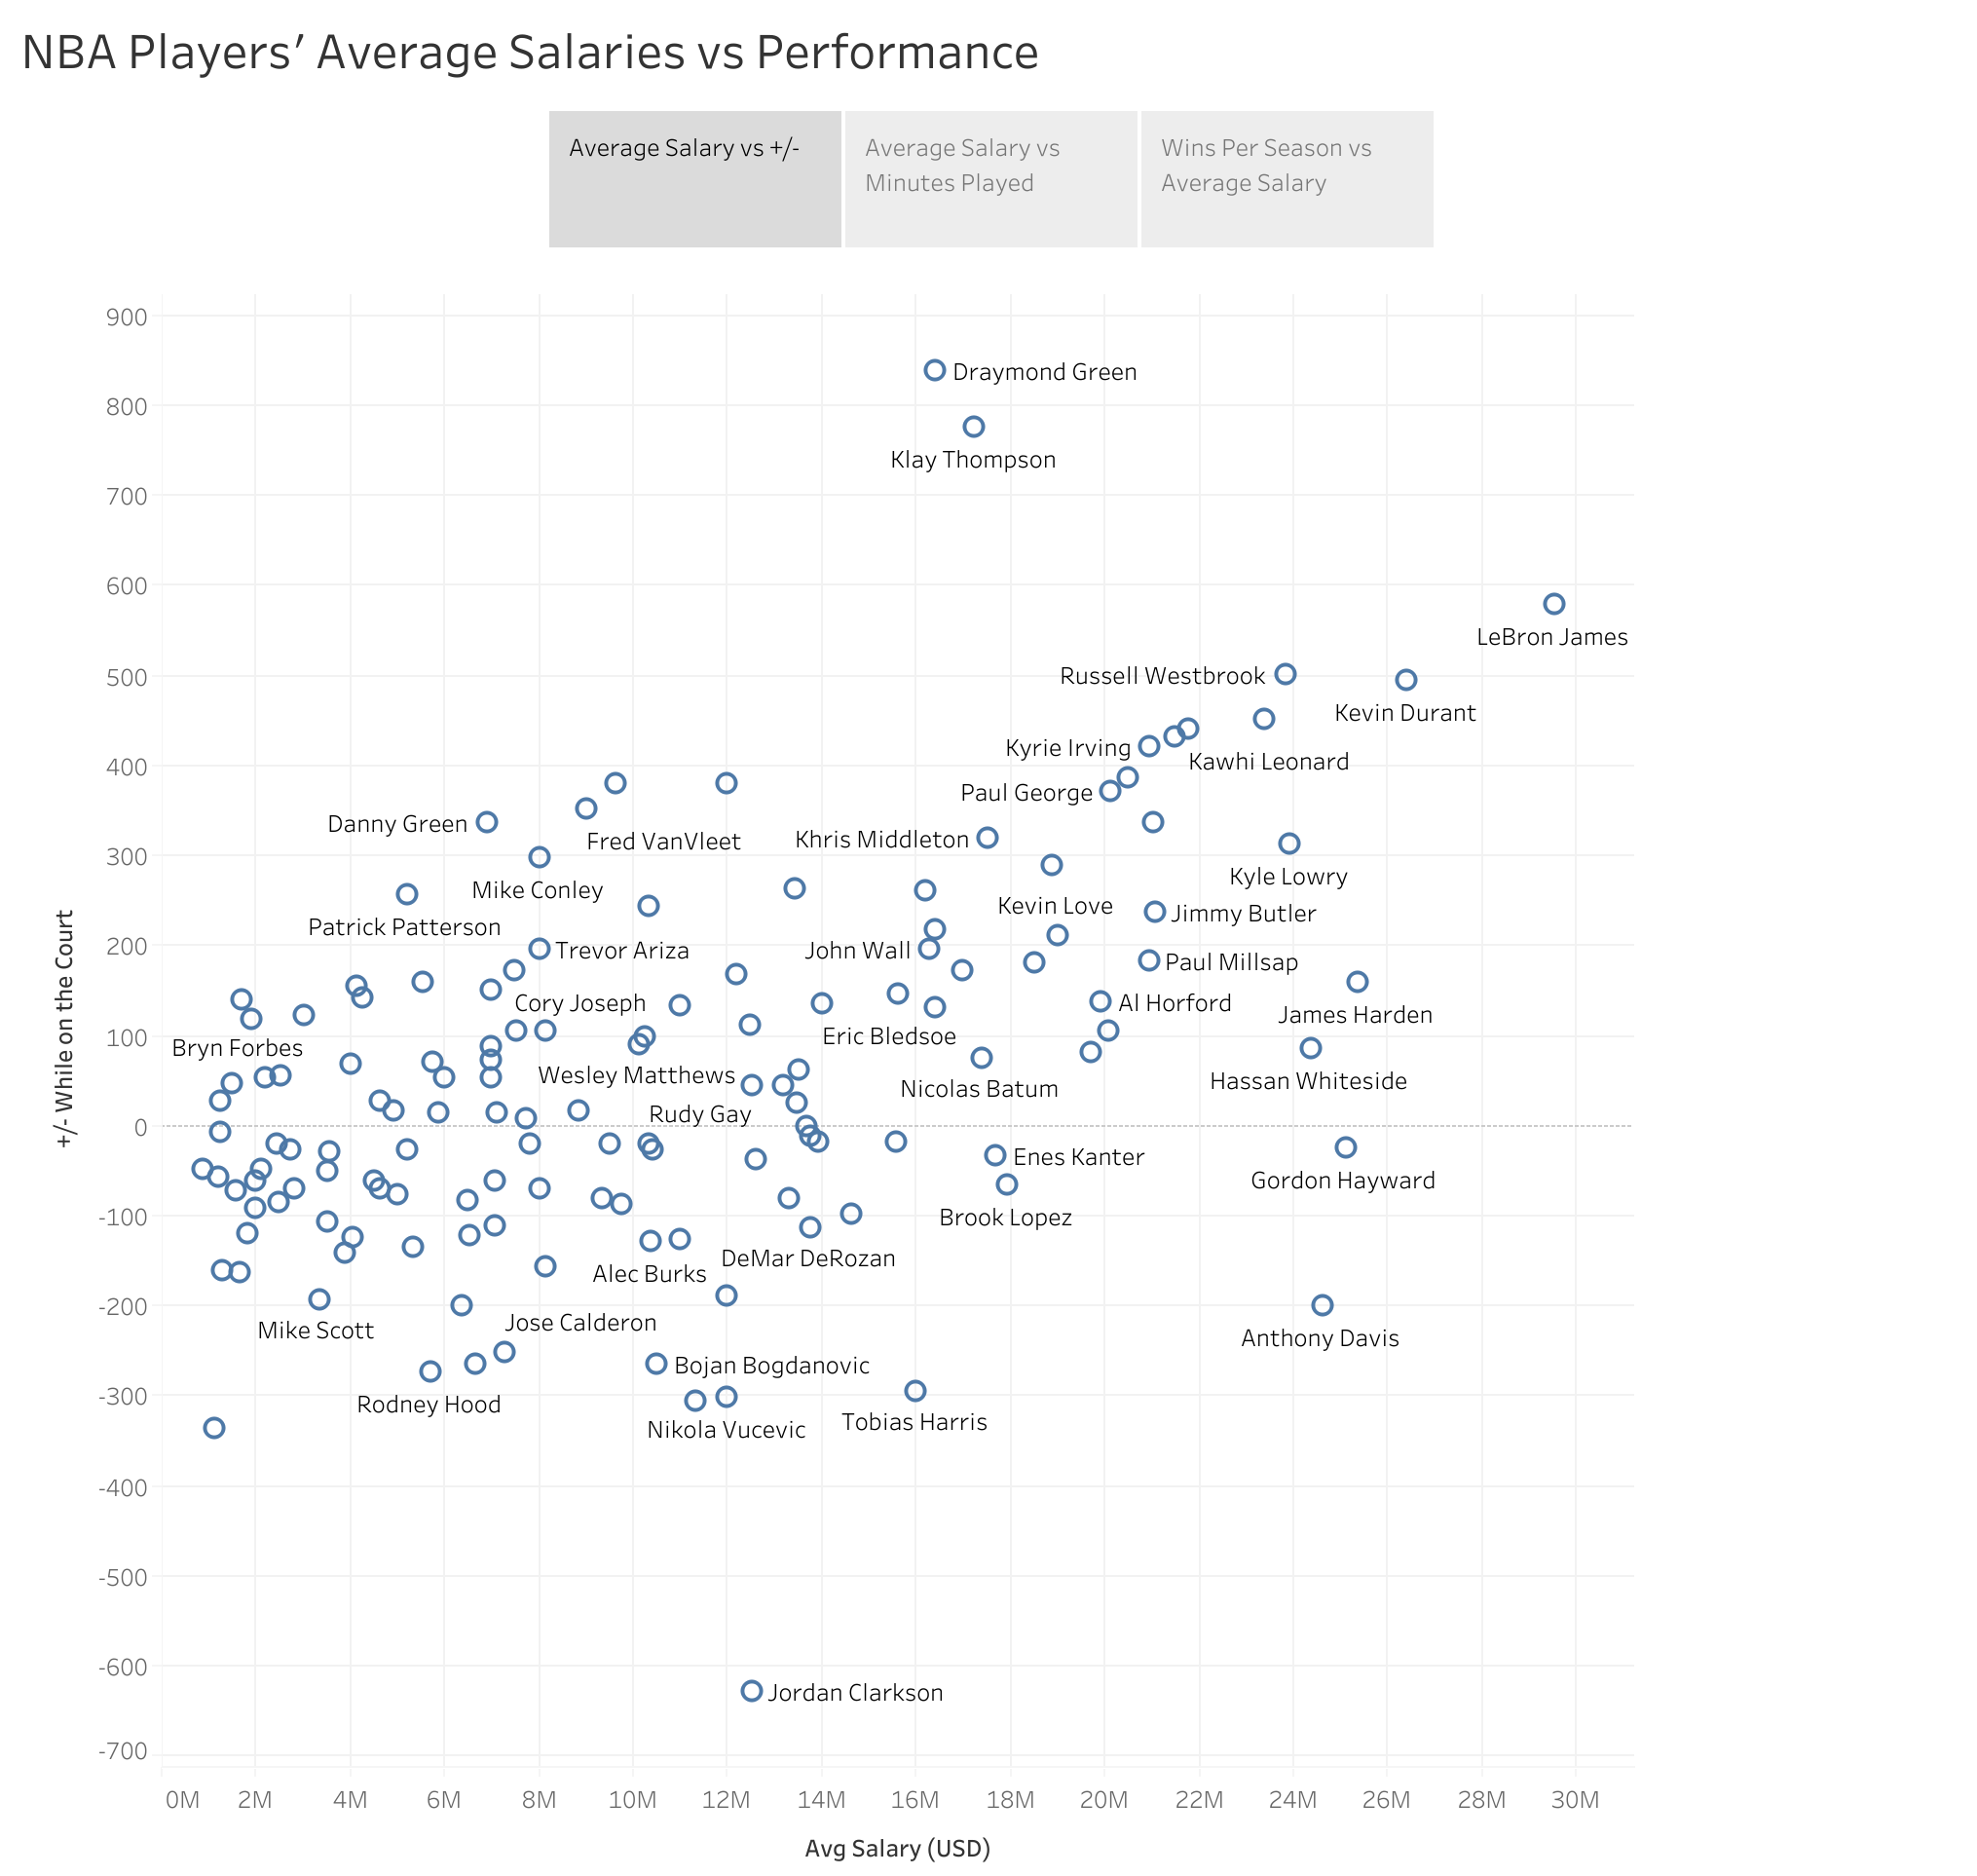 NBA Players’ Average Salaries vs Performance
Average Salary vs +/-
Average Salary vs
Minutes Played
Wins Per Season vs
Average Salary
+/- While on the Court
900
800
700
600
500
400
300
200
100
0
-100
-200
-300
-400
-500
-600
-700
Draymond Green
Klay Thompson
LeBron James
Russell Westbrook
Kevin Durant
Kyrie Irving
Kawhi Leonard
Paul George
Danny Green
Fred VanVleet
Khris Middleton
Kyle Lowry
Mike Conley
Kevin Love
Jimmy Butler
Patrick Patterson
Trevor Ariza
John Wall
Paul Millsap
Cory Joseph
Al Horford
James Harden
Eric Bledsoe
Bryn Forbes
Wesley Matthews
Nicolas Batum
Hassan Whiteside
Rudy Gay
Enes Kanter
Gordon Hayward
Brook Lopez
DeMar DeRozan
Alec Burks
Jose Calderon
Mike Scott
Anthony Davis
Bojan Bogdanovic
Rodney Hood
Tobias Harris
Nikola Vucevic
Jordan Clarkson
0M
2M
4M
6M
8M
10M
12M
14M
16M
18M
20M
22M
24M
26M
28M
30M
Avg Salary (USD)